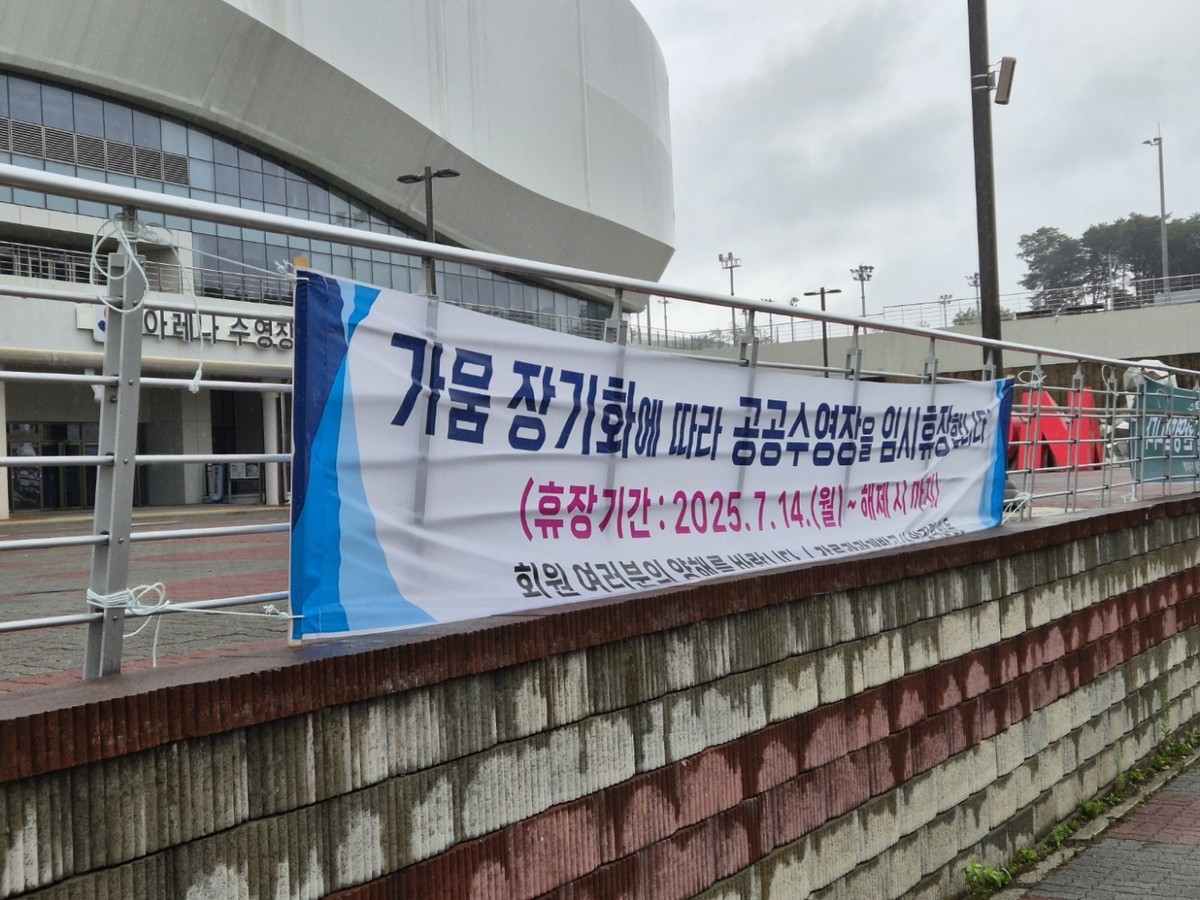 아레나 수영장
가뭄 장기화에 따라 공공수영장을 임시휴장합니다
(휴장기간 : 2025.7.14.(월) ~ 해제 시 까지)
회원 여러분의 양해를 바랍니다.